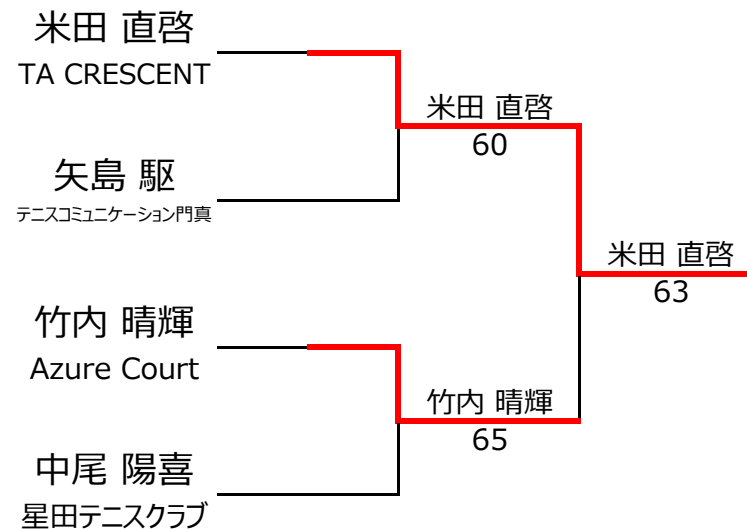 米田 直啓
TA CRESCENT
米田 直啓
60
矢島 駆
テニスコミュニケーション門真
米田 直啓
63
竹内 晴輝
Azure Court
竹内 晴輝
65
中尾 陽喜
星田テニスクラブ